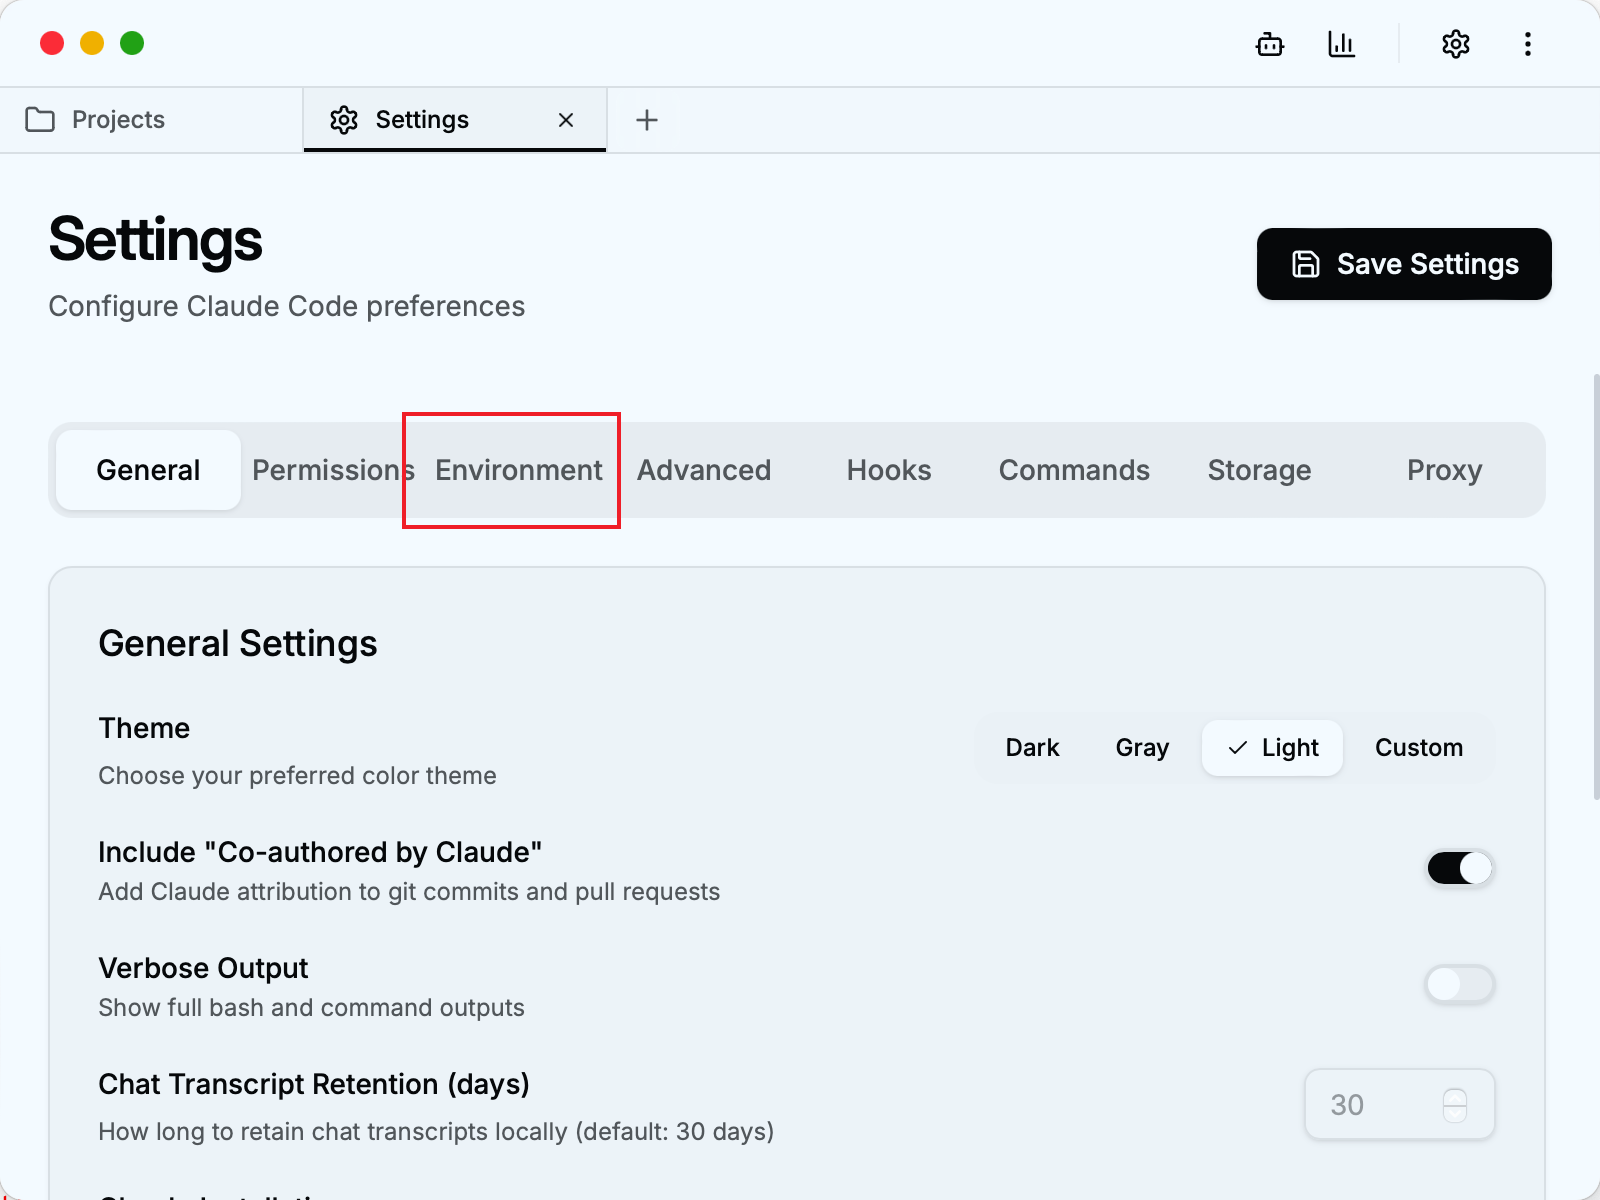 Projects
Settings
Settings
Configure Claude Code preferences
Save Settings
General Permissions Environment Advanced Hooks Commands Storage Proxy
General Settings
Theme
Choose your preferred color theme
Dark Gray Light Custom
Include "Co-authored by Claude"
Add Claude attribution to git commits and pull requests
Verbose Output
Show full bash and command outputs
Chat Transcript Retention (days)
How long to retain chat transcripts locally (default: 30 days)
30